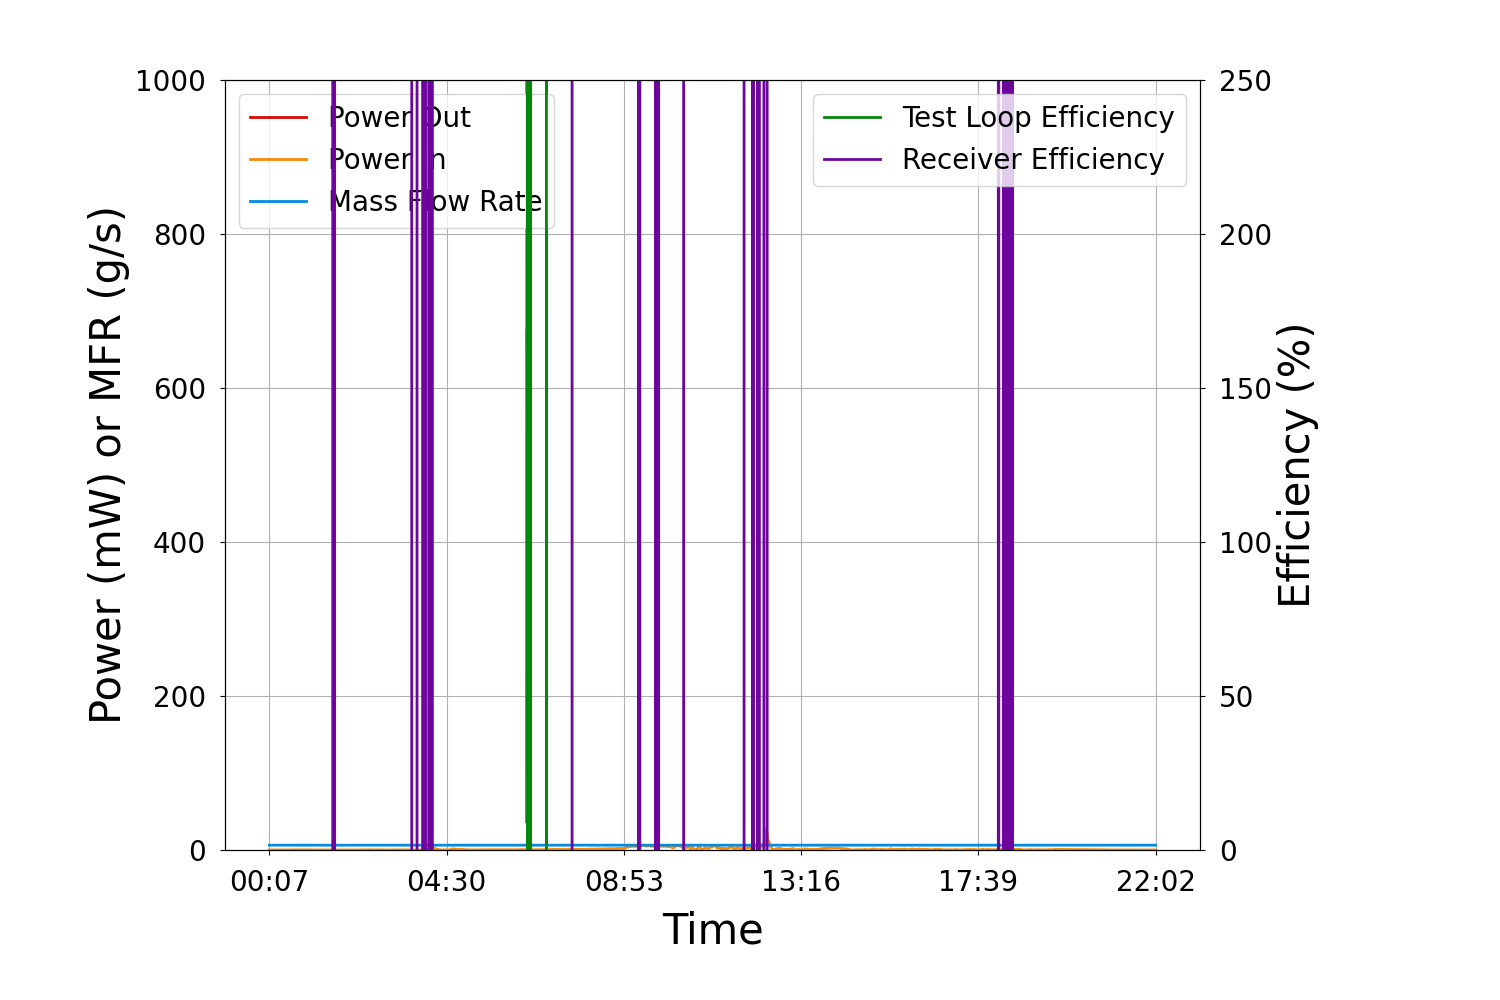 1000
800
600
400
200
0
Power (mW) or MFR (g/s)
Power Out
Power In
Mass Flow Rate
Test Loop Efficiency
Receiver Efficiency
250
200
150
100
50
0
Efficiency (%)
00:07 04:30 08:53 13:16 17:39 22:02
Time